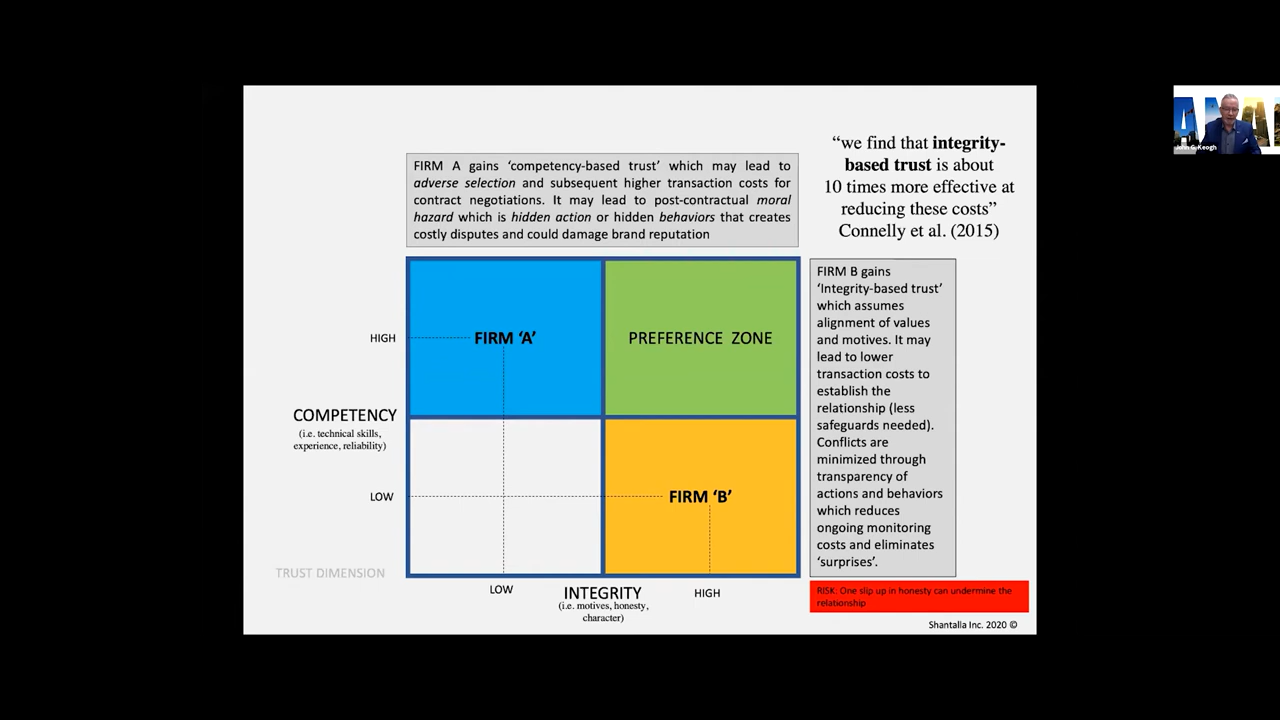 FIRM A gains ‘competency-based trust’ which may lead to
adverse selection and subsequent higher transaction costs for
contract negotiations. It may lead to post-contractual moral
hazard which is hidden action or hidden behaviors that creates
costly disputes and could damage brand reputation
“we find that integrity-
based trust is about
10 times more effective at
reducing these costs”
Connelly et al. (2015)
John G. Keogh
HIGH
FIRM ‘A’
PREFERENCE ZONE
COMPETENCY
(i.e. technical skills,
experience, reliability)
LOW
FIRM ‘B’
TRUST DIMENSION
LOW
INTEGRITY
(i.e. motives, honesty,
character)
HIGH
FIRM B gains
‘Integrity-based trust’
which assumes
alignment of values
and motives. It may
lead to lower
transaction costs to
establish the
relationship (less
safeguards needed).
Conflicts are
minimized through
transparency of
actions and behaviors
which reduces
ongoing monitoring
costs and eliminates
‘surprises’.
RISK: One slip up in honesty can undermine the
relationship
Shantalla Inc. 2020 ©